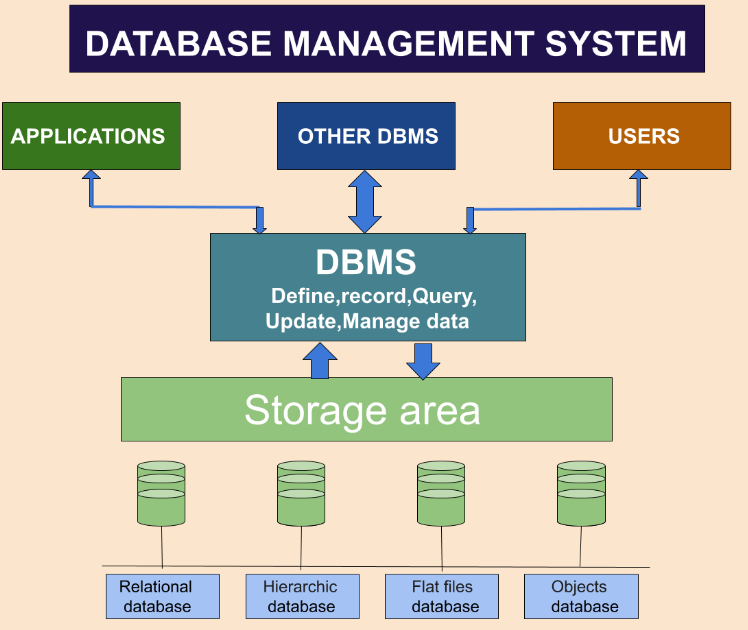 DATABASE MANAGEMENT SYSTEM
APPLICATIONS
OTHER DBMS
USERS
DBMS
Define,record,Query,
Update,Manage data
Storage area
Relational
database
Hierarchic
database
Flat files
database
Objects
database